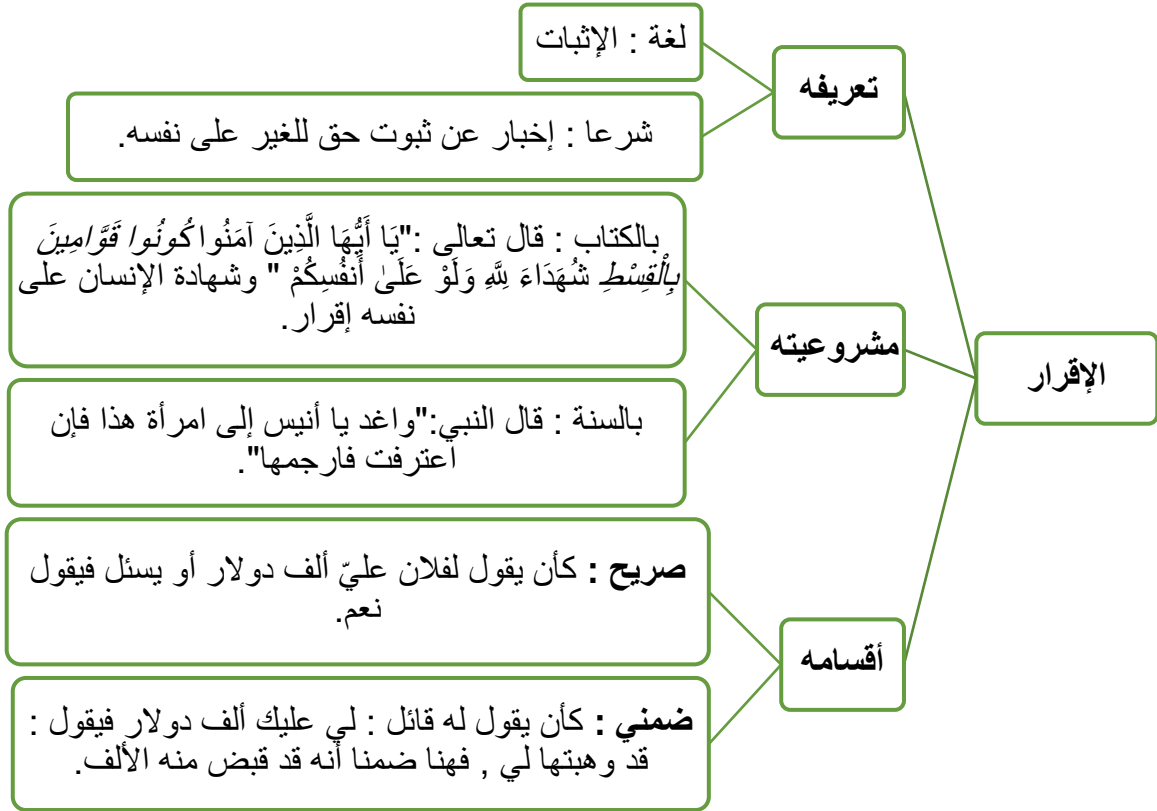 الإقرار
تعريفه
لغة : الإثبات
شرعا : إخبار عن ثبوت حق للغير على نفسه.
مشروعيته
بالكتاب : قال تعالى :"يَا أَيُّهَا الَّذِينَ آمَنُوا كُونُوا قَوَّامِينَ
بِالْقِسْطِ شُهَدَاءَ لِلَّهِ وَلَوْ عَلَىٰ أَنفُسِكُمْ " وشهادة الإنسان على
نفسه إقرار.
بالسنة : قال النبي:"واغد يا أنيس إلى امرأة هذا فإن
اعترفت فارجمها".
أقسامه
صريح : كأن يقول لفلان عليّ ألف دولار أو يسئل فيقول
نعم.
ضمني : كأن يقول له قائل : لي عليك ألف دولار فيقول :
قد وهبتها لي , فهنا ضمنا أنه قد قبض منه الألف.